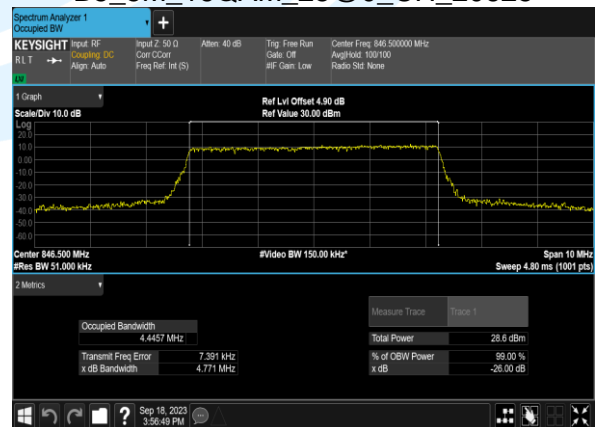 Spectrum Analyzer 1
Occupied BW
+
KEYSIGHT Input: RF Input Z: 50 Ω Atten: 40 dB Trig: Free Run Center Freq: 846.500000 MHz
R L T Coupling: DC Corr CCorr Gate: Off Avg|Hold: 100/100
Align: Auto Freq Ref: Int (S) #IF Gain: Low Radio Std: None
1 Graph
Scale/Div 10.0 dB
Ref Lvl Offset 4.90 dB
Ref Value 30.00 dBm
Log
20.0
10.0
0.00
-10.0
-20.0
-30.0
-40.0
-50.0
-60.0
Center 846.500 MHz #Video BW 150.00 kHz* Span 10 MHz
#Res BW 51.000 kHz Sweep 4.80 ms (1001 pts)
2 Metrics
Measure Trace Trace 1
Occupied Bandwidth
4.4457 MHz
Total Power 28.6 dBm
Transmit Freq Error 7.391 kHz % of OBW Power 99.00 %
x dB Bandwidth 4.771 MHz x dB -26.00 dB
? Sep 18, 2023
3:56:49 PM